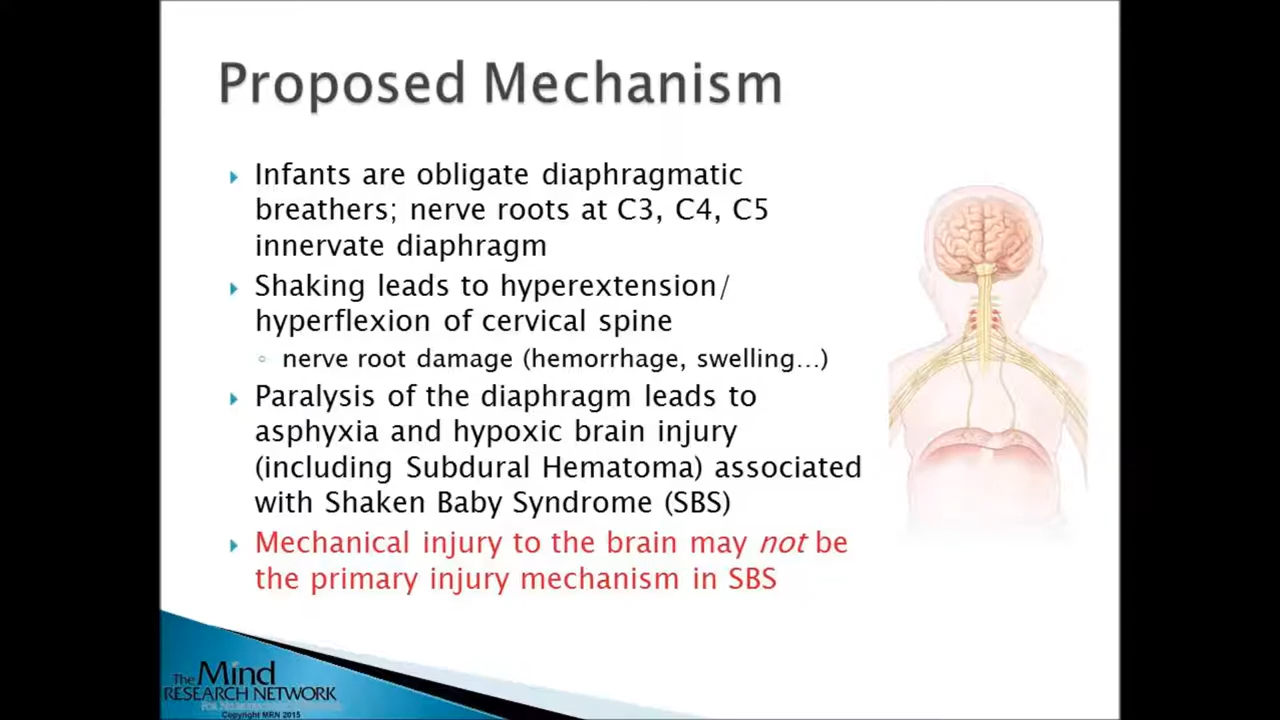 Proposed Mechanism
Infants are obligate diaphragmatic
breathers; nerve roots at C3, C4, C5
innervate diaphragm
Shaking leads to hyperextension/
hyperflexion of cervical spine
nerve root damage (hemorrhage, swelling...)
Paralysis of the diaphragm leads to
asphyxia and hypoxic brain injury
(including Subdural Hematoma) associated
with Shaken Baby Syndrome (SBS)
Mechanical injury to the brain may not be
the primary injury mechanism in SBS
The Mind
RESEARCH NETWORK
Copyright MRN 2015